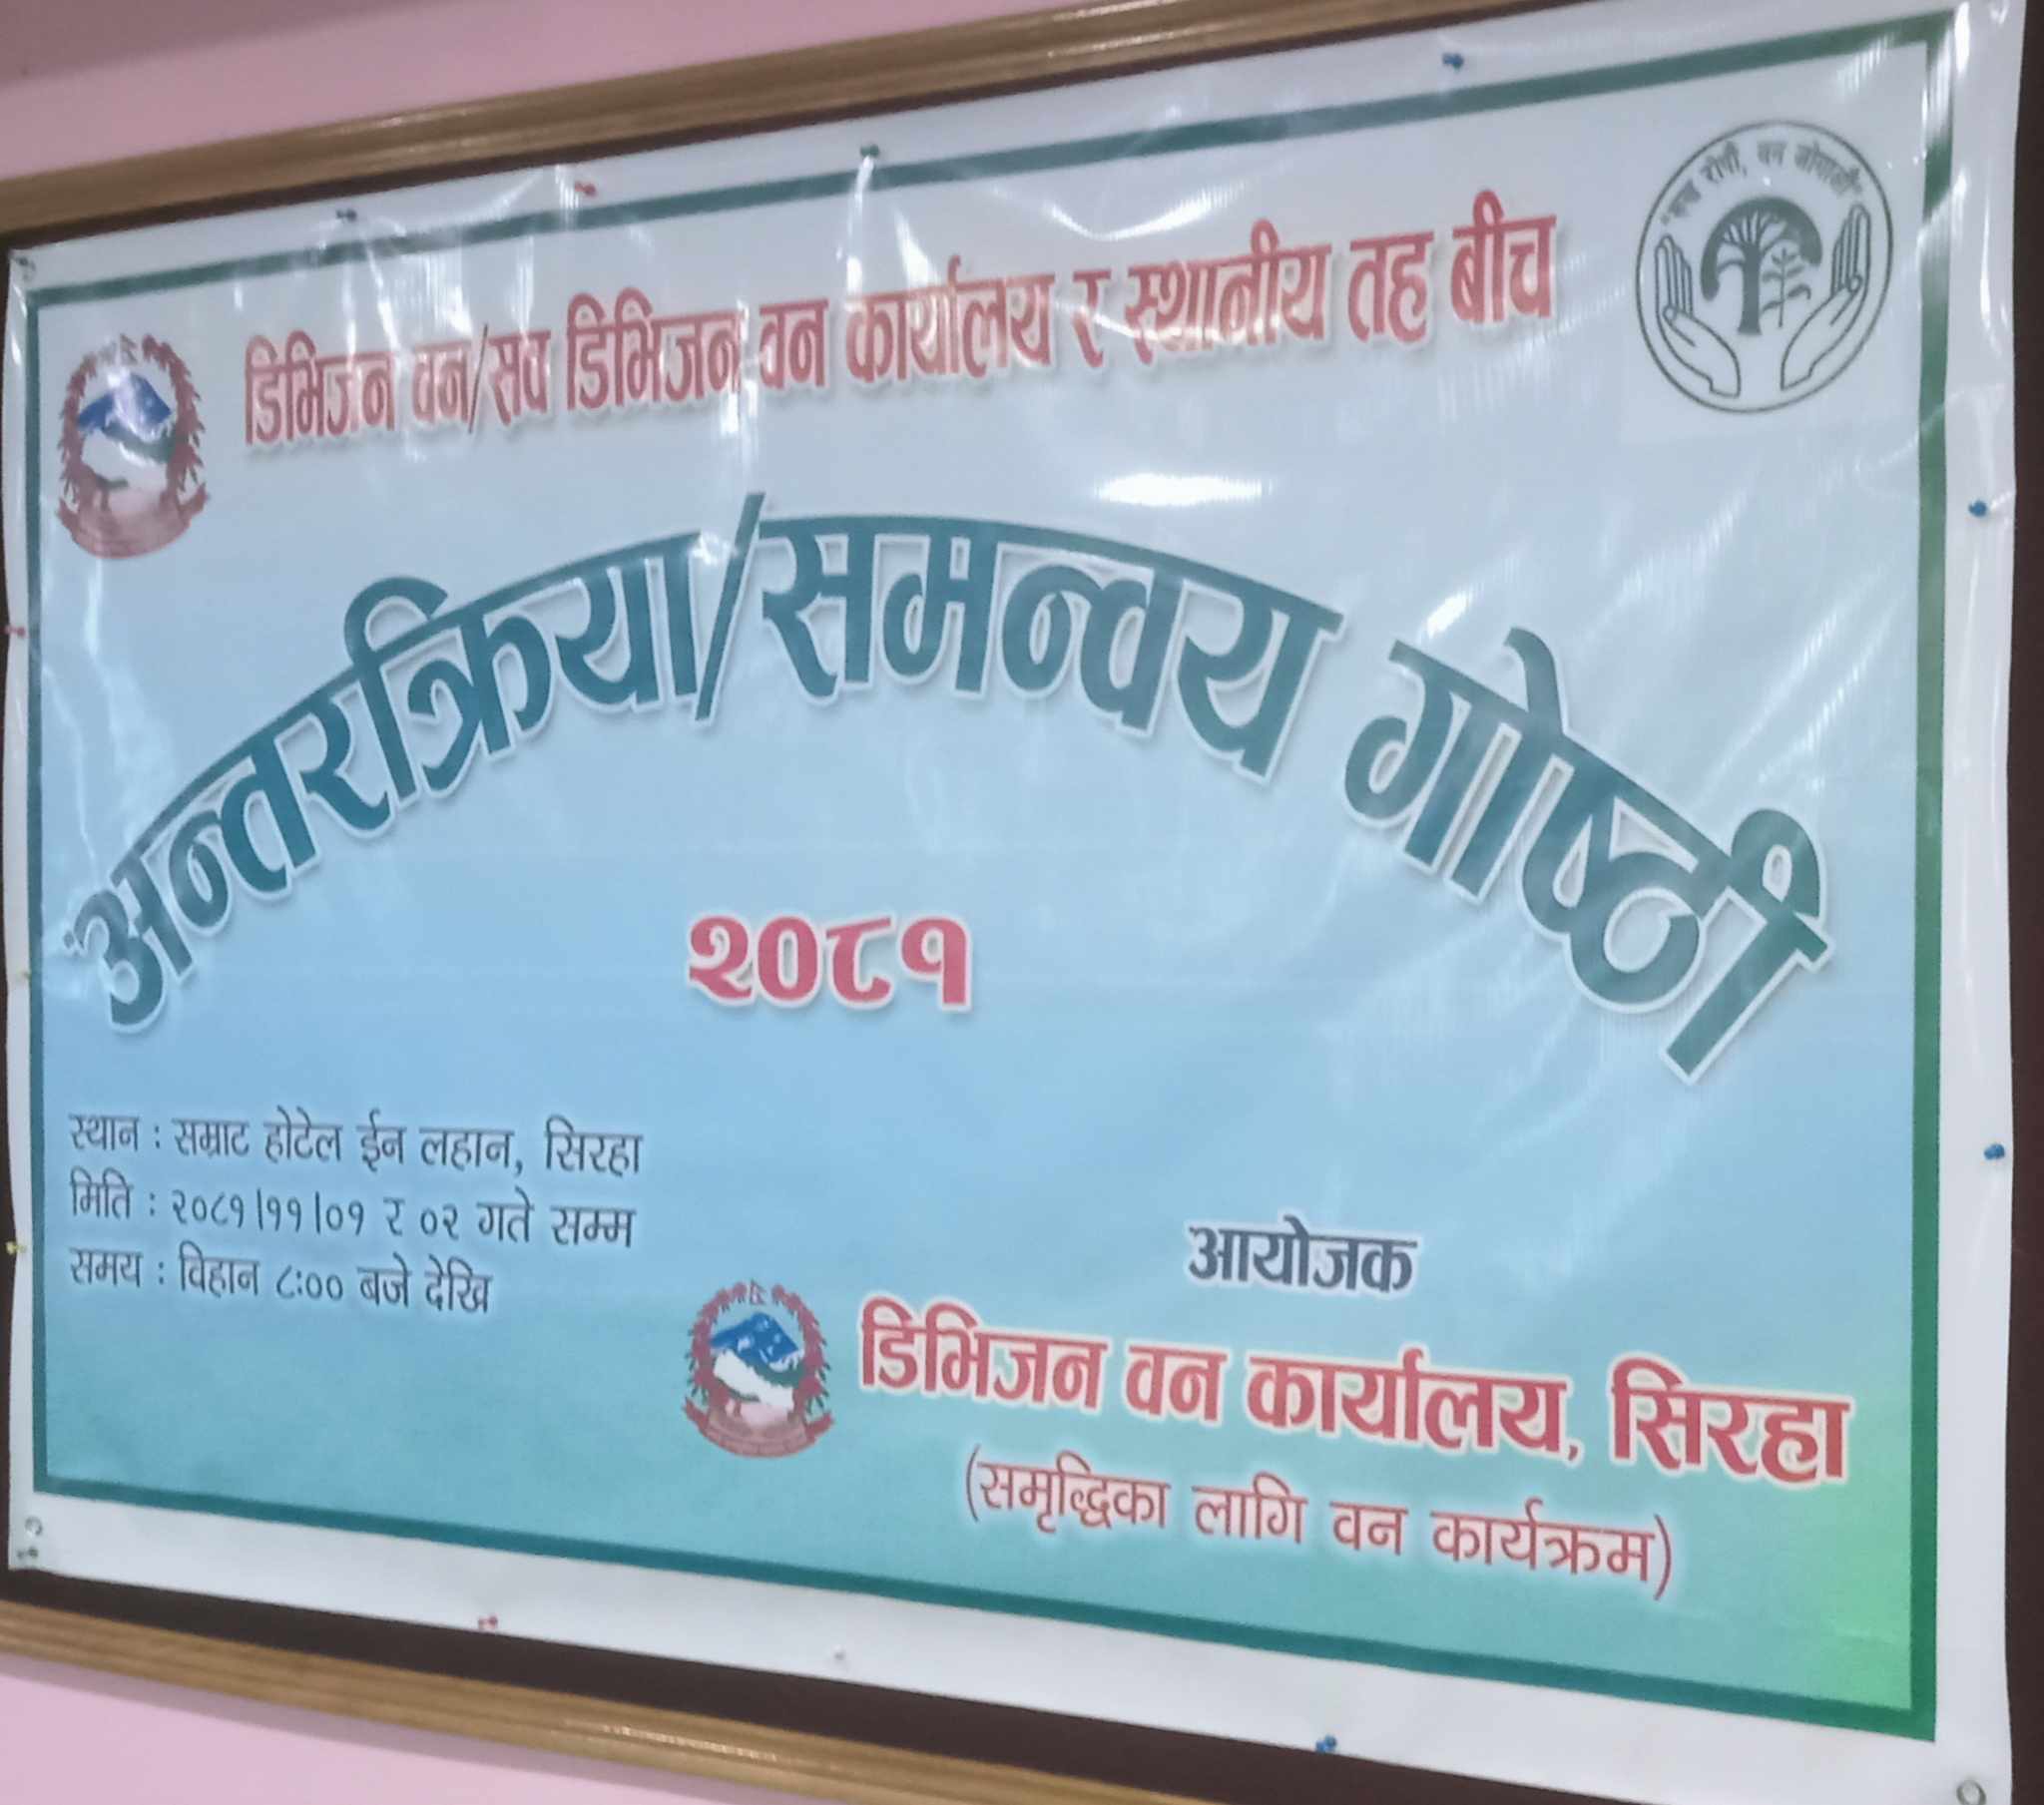 "रुख रोपौं, वन जोगाऔं"
डिभिजन वन/सव डिभिजन वन कार्यालय र स्थानीय तह बीच
अन्तरक्रिया/समन्वय गोष्ठी
२०८१
स्थान : सम्राट होटेल ईन लहान, सिरहा
मिति : २०८१।११।०१ र ०२ गते सम्म
समय : विहान ८:०० बजे देखि
आयोजक
डिभिजन वन कार्यालय, सिरहा
(समृद्धिका लागि वन कार्यक्रम)